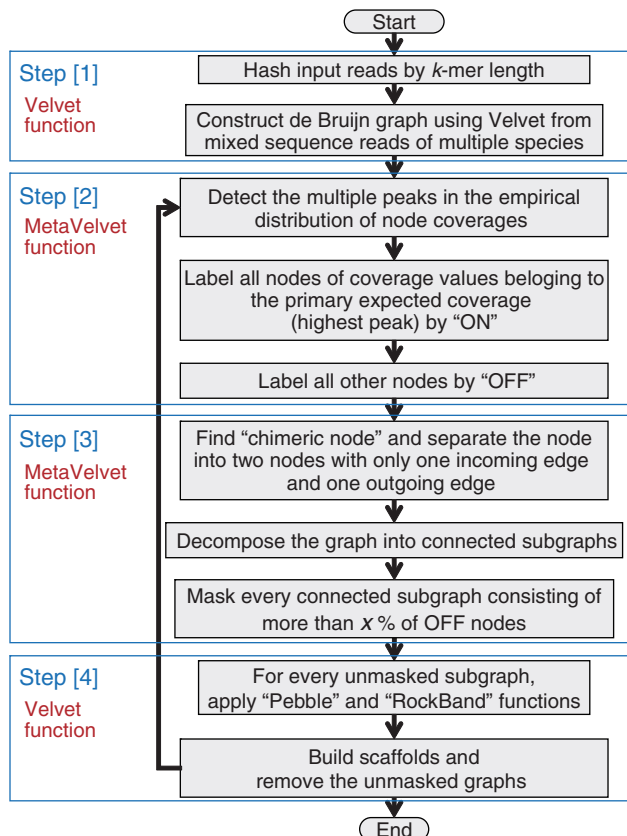 Start
Step [1]
Velvet
function
Hash input reads by k-mer length
Construct de Bruijn graph using Velvet from
mixed sequence reads of multiple species
Step [2]
MetaVelvet
function
Detect the multiple peaks in the empirical
distribution of node coverages
Label all nodes of coverage values beloging to
the primary expected coverage
(highest peak) by “ON”
Label all other nodes by “OFF”
Step [3]
MetaVelvet
function
Find “chimeric node” and separate the node
into two nodes with only one incoming edge
and one outgoing edge
Decompose the graph into connected subgraphs
Mask every connected subgraph consisting of
more than x % of OFF nodes
Step [4]
Velvet
function
For every unmasked subgraph,
apply “Pebble” and “RockBand” functions
Build scaffolds and
remove the unmasked graphs
End